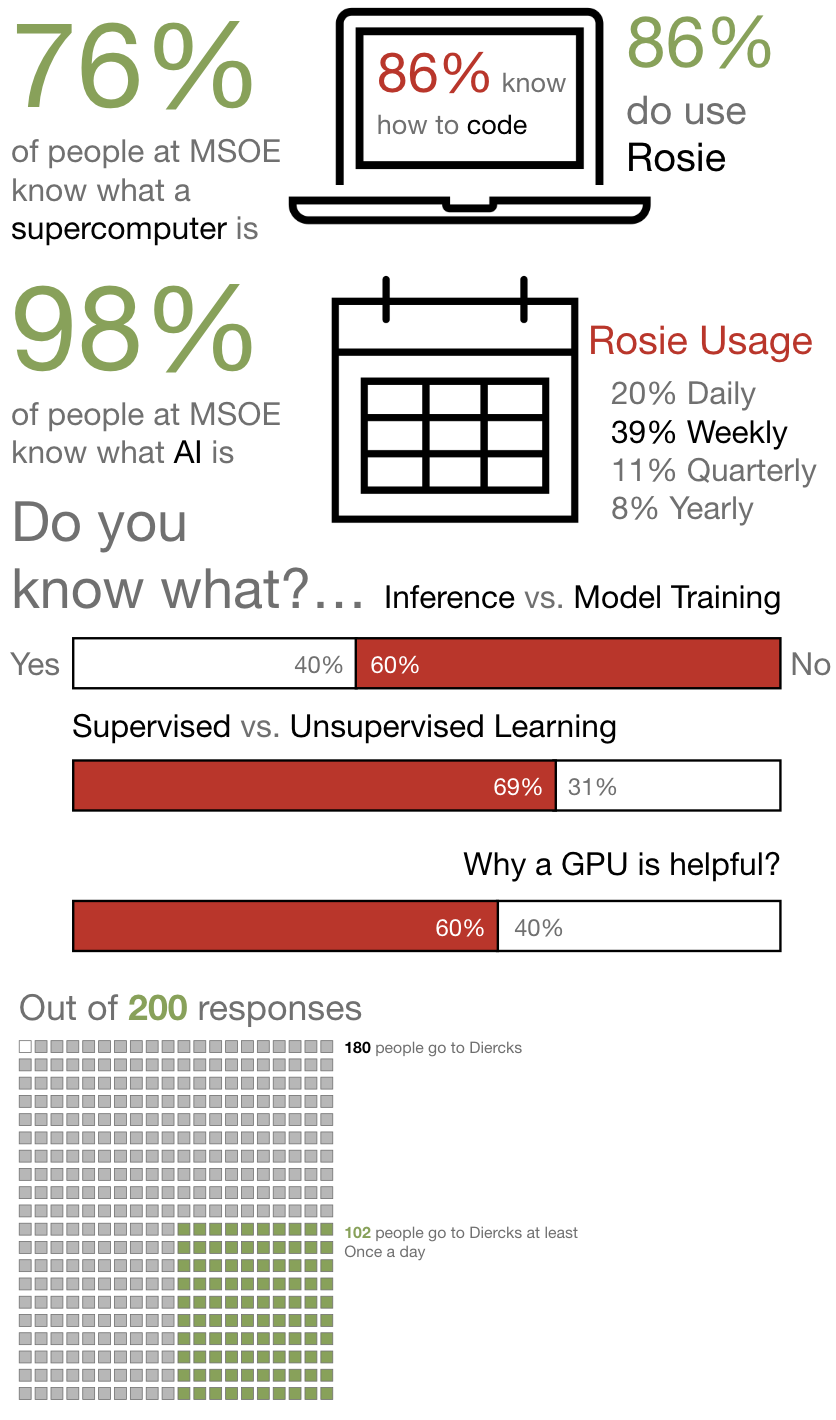 76%
of people at MSOE
know what a
supercomputer is
86% know
how to code
86%
do use
Rosie
98%
of people at MSOE
know what AI is
Rosie Usage
20% Daily
39% Weekly
11% Quarterly
8% Yearly
Do you
know what?...
Inference vs. Model Training
Yes
40%
60%
No
Supervised vs. Unsupervised Learning
69%
31%
Why a GPU is helpful?
60%
40%
Out of 200 responses
180 people go to Diercks
102 people go to Diercks at least
Once a day